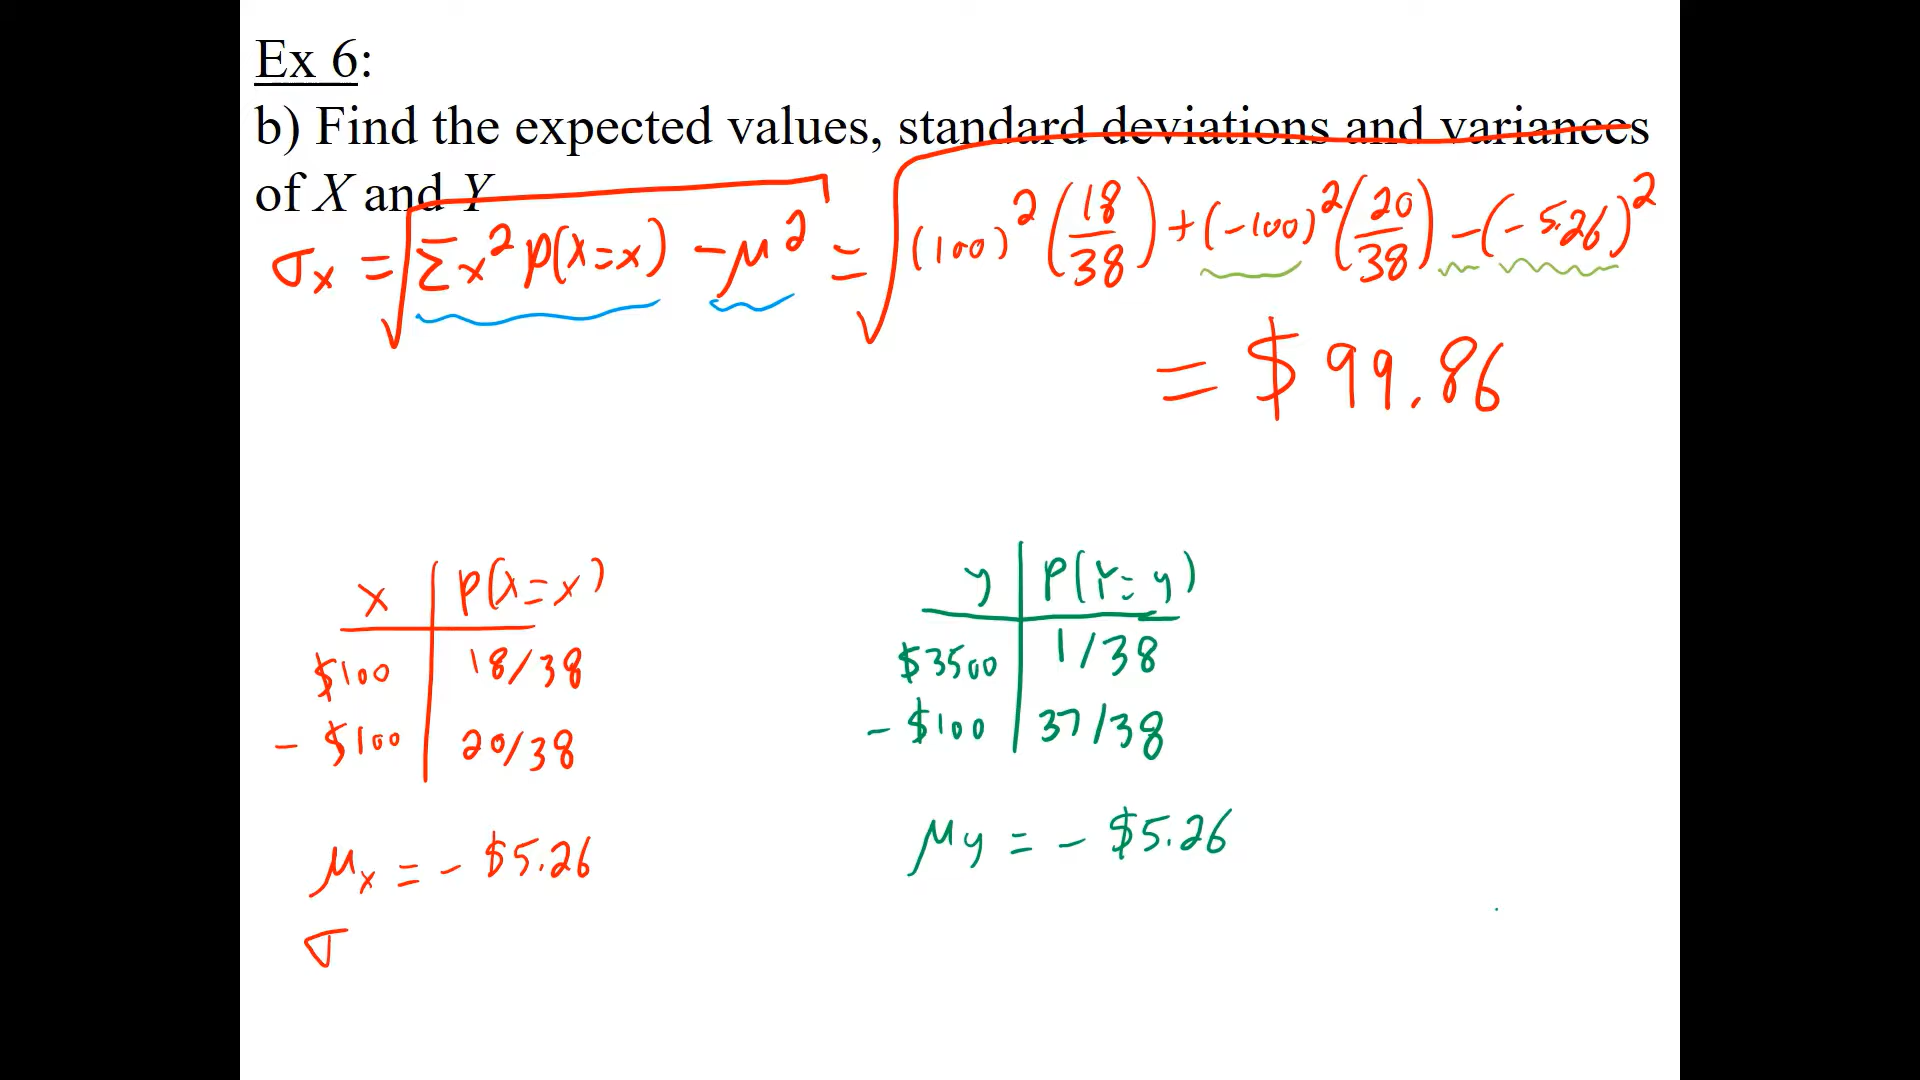 Ex 6:
b) Find the expected values, standard deviations and variances
of X and Y
σx = √(Σx² p(X=x) - μ²) = √((100)² (18/38) + (-100)² (20/38) - (-5.26)²)
= $99.86
x | p(X=x)
$100 | 18/38
- $100 | 20/38
μx = - $5.26
σ
y | P(Y=y)
$3500 | 1/38
- $100 | 37/38
μy = - $5.26